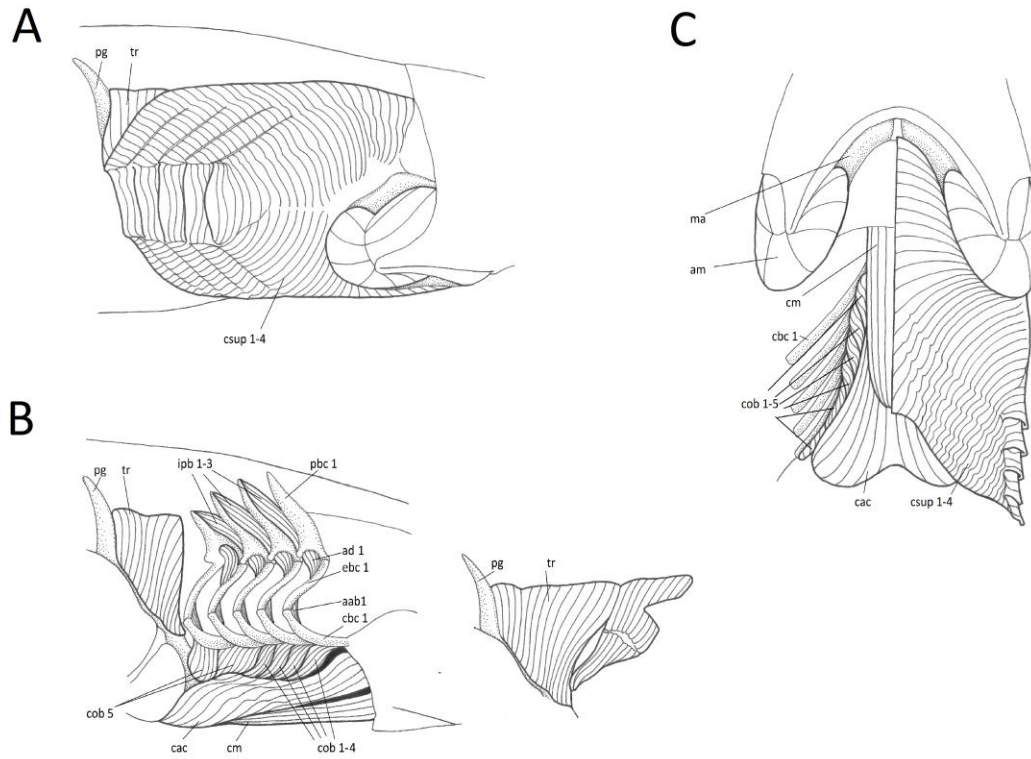 A
pg
tr
csup 1-4
B
pg
tr
ipb 1-3
pbc 1
ad 1
ebc 1
aab1
cbc 1
cob 5
cac
cm
cob 1-4
pg
tr
C
ma
am
cm
cbc 1
cob 1-5
cac
csup 1-4